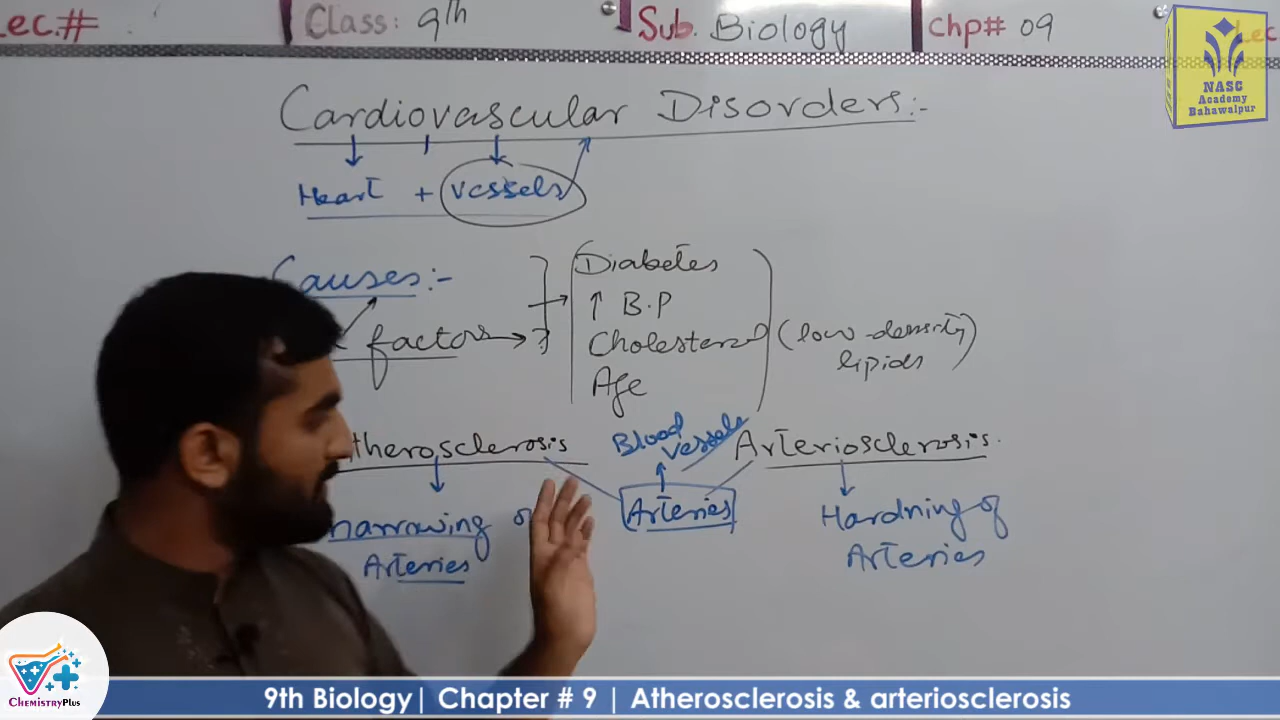 Lec.# Class: 9th Sub. Biology Chp# 09 Lec
NASC
Academy
Bahawalpur
Cardiovascular Disorders:-
Heart + vessels
Causes:-
factors
Diabetes
↑ B.P
Cholesterol (low density
lipids)
Age
therosclerosis
Blood
vessels
Arteriosclerosis.
narrowing of
Arteries
Arteries
Hardning of
Arteries
ChemistryPlus
9th Biology| Chapter # 9 | Atherosclerosis & arteriosclerosis